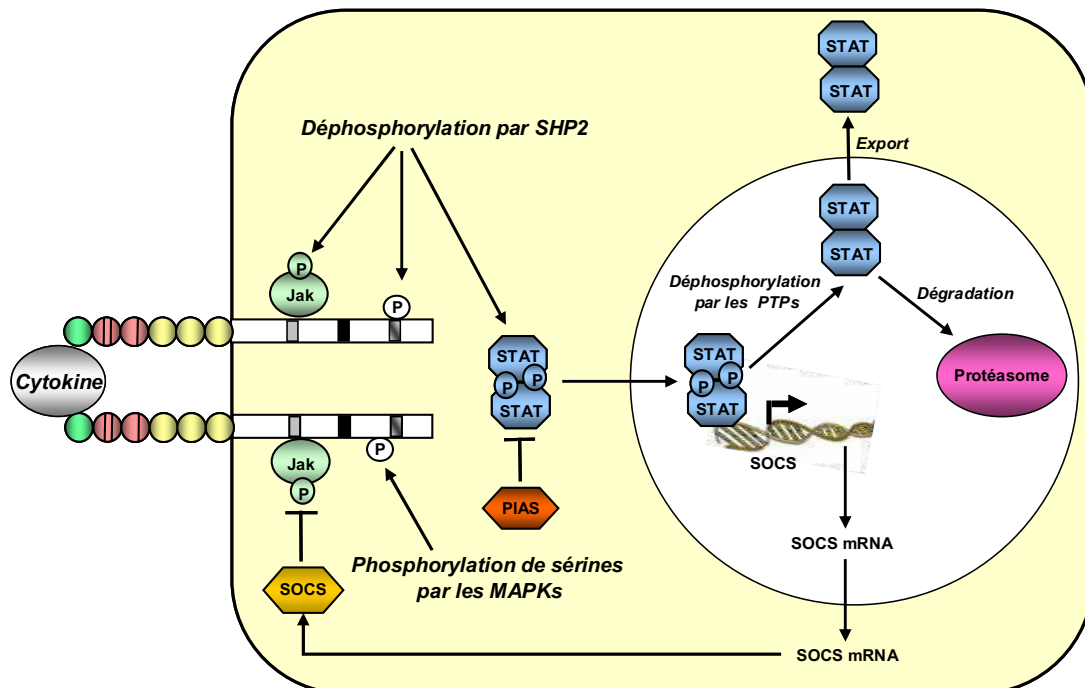 STAT
STAT
Export
Déphosphorylation par SHP2
STAT
STAT
Déphosphorylation
par les PTPs
Dégradation
P
Jak
P
Cytokine
STAT
P P
STAT
STAT
P P
STAT
Protéasome
SOCS
Jak
P
P
PIAS
SOCS mRNA
Phosphorylation de sérines
par les MAPKs
SOCS
SOCS mRNA